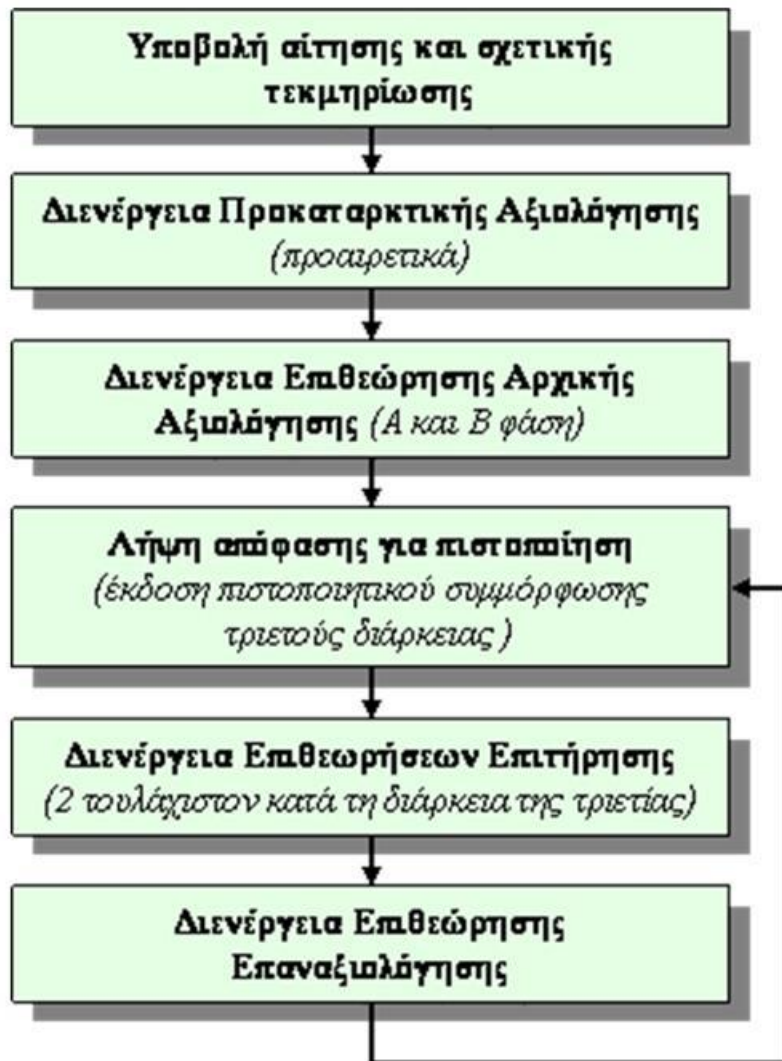 Υποβολή αίτησης και σχετικής
τεκμηρίωσης
Διενέργεια Προκαταρκτικής Αξιολόγησης
(προαιρετικά)
Διενέργεια Επιθεώρησης Αρχικής
Αξιολόγησης (Α και Β φάση)
Λήψη απόφασης για πιστοποίηση
(έκδοση πιστοποιητικού συμμόρφωσης
τριετούς διάρκειας )
Διενέργεια Επιθεωρήσεων Επιτήρησης
(2 τουλάχιστον κατά τη διάρκεια της τριετίας)
Διενέργεια Επιθεώρησης
Επαναξιολόγησης